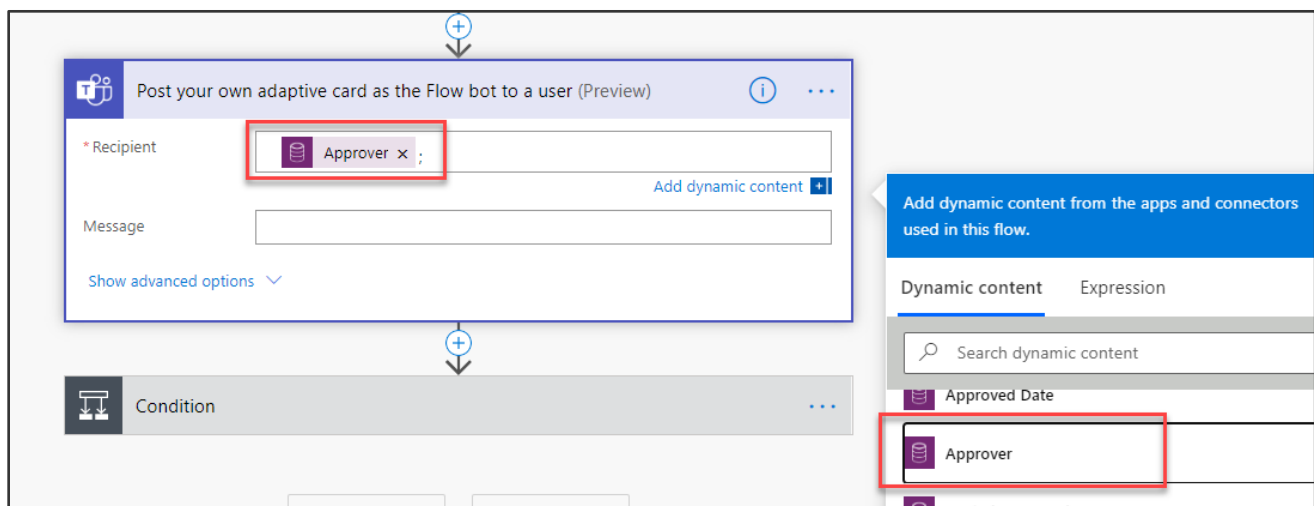 Post your own adaptive card as the Flow bot to a user (Preview)
* Recipient
Approver × ;
Add dynamic content
Message
Show advanced options
Condition
Add dynamic content from the apps and connectors
used in this flow.
Dynamic content Expression
Search dynamic content
Approved Date
Approver